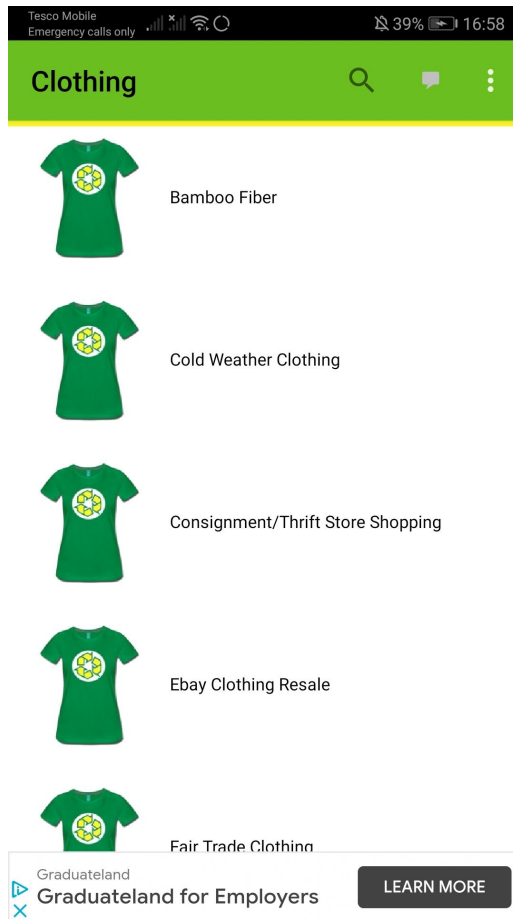 Tesco Mobile
Emergency calls only
39%
16:58
Clothing
Bamboo Fiber
Cold Weather Clothing
Consignment/Thrift Store Shopping
Ebay Clothing Resale
Fair Trade Clothing
Graduateland
Graduateland for Employers
LEARN MORE